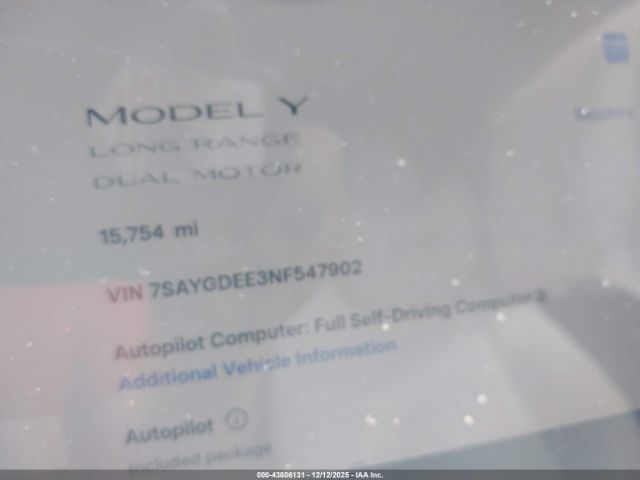 MODEL Y
LONG RANGE
DUAL MOTOR
15,754 mi
VIN 7SAYGDEE3NF547902
Autopilot Computer: Full Self-Driving Computer 3
Additional Vehicle Information
Autopilot
Included package
000-43806131 - 12/12/2025 - IAA Inc.